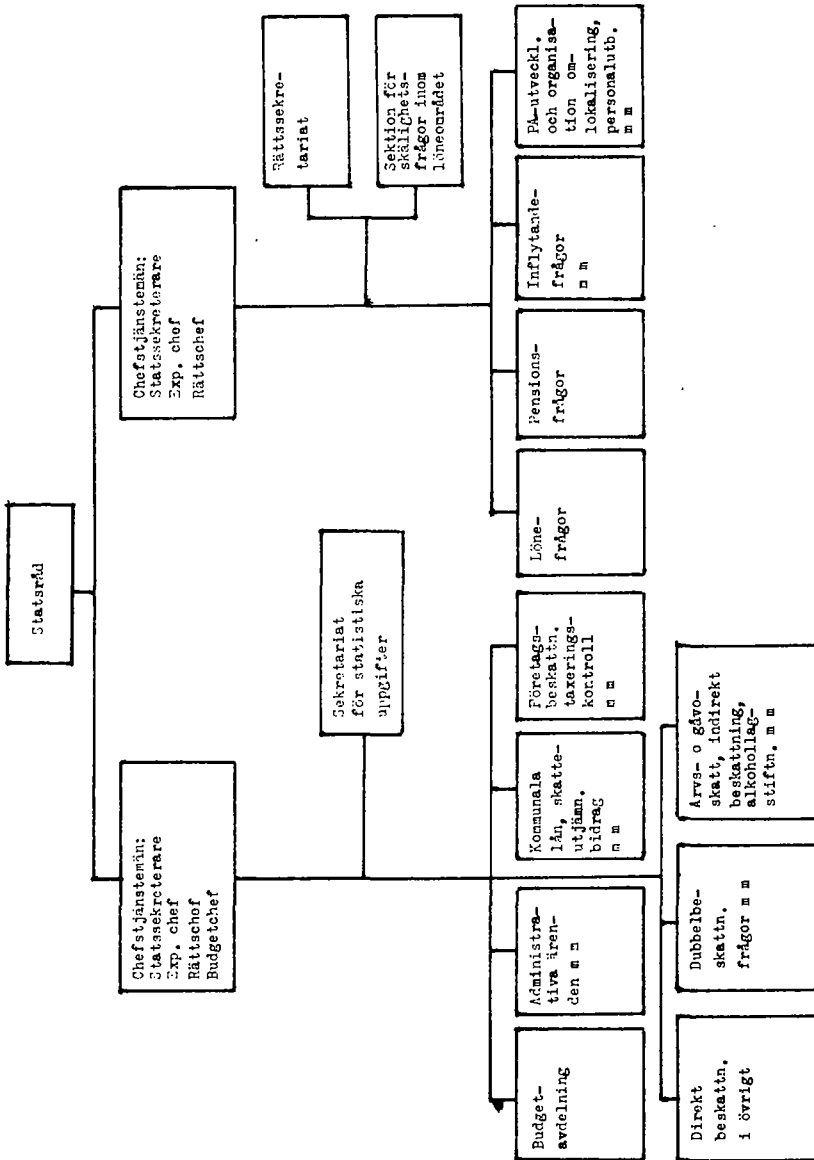 Statsråd
Chefstjänstemän:
Statssekreterare
Exp. chef
Rättschef
Budgetchef
Chefstjänstemän:
Statssekreterare
Exp. chef
Rättschef
Sekretariat
för statistiska
uppgifter
Rättssekre-
tariat
Sektion för
skälighets-
frågor inom
löneområdet
Budget-
avdelning
Administra-
tiva ären-
den m m
Kommunala
lån, skatte-
utjämn.
bidrag
m m
Företags-
beskattn.
taxerings-
kontroll
m m
Löne-
frågor
Pensions-
frågor
Inflytande-
frågor
m m
PA-utveckl.
och organisa-
tion om-
lokalisering,
personalutb.
m m
Direkt
beskattn.
i övrigt
Dubbelbe-
skattn.
frågor m m
Arvs- o gåvo-
skatt, indirekt
beskattning,
alkohollag-
stiftn. m m